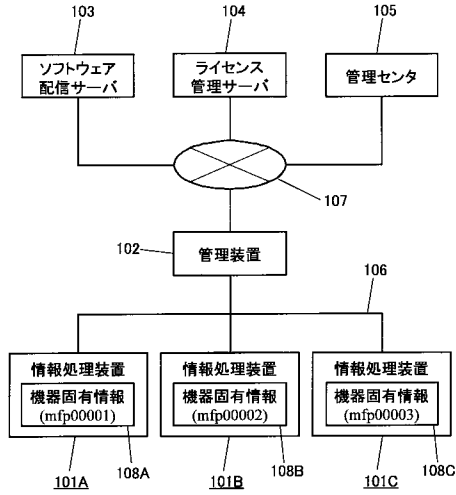 103
104
105
ソフトウェア
配信サーバ
ライセンス
管理サーバ
管理センタ
107
102
管理装置
106
情報処理装置
機器固有情報
(mfp00001)
情報処理装置
機器固有情報
(mfp00002)
情報処理装置
機器固有情報
(mfp00003)
101A
108A
101B
108B
101C
108C